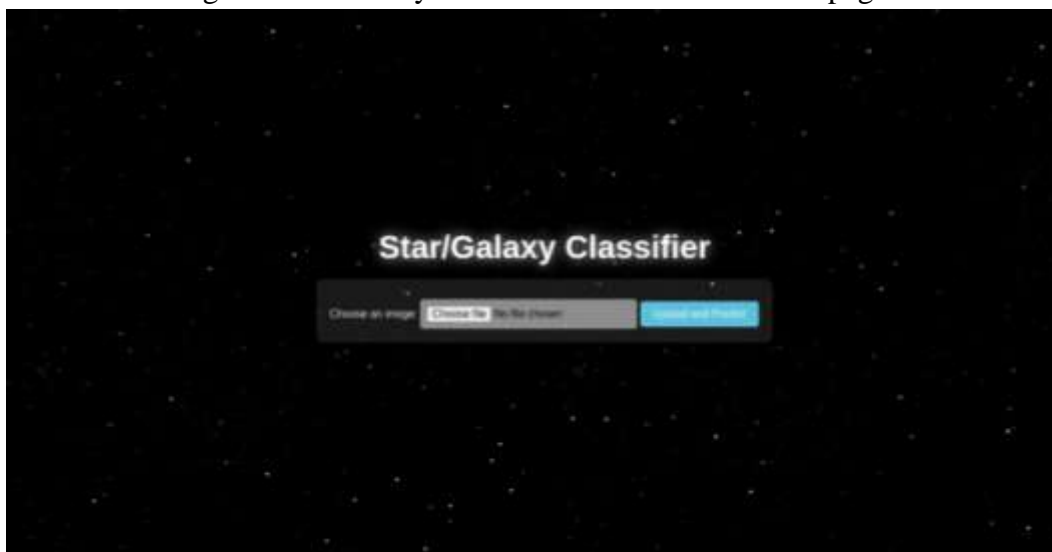 Star/Galaxy Classifier
Choose an image: Choose file No file chosen Upload and Predict